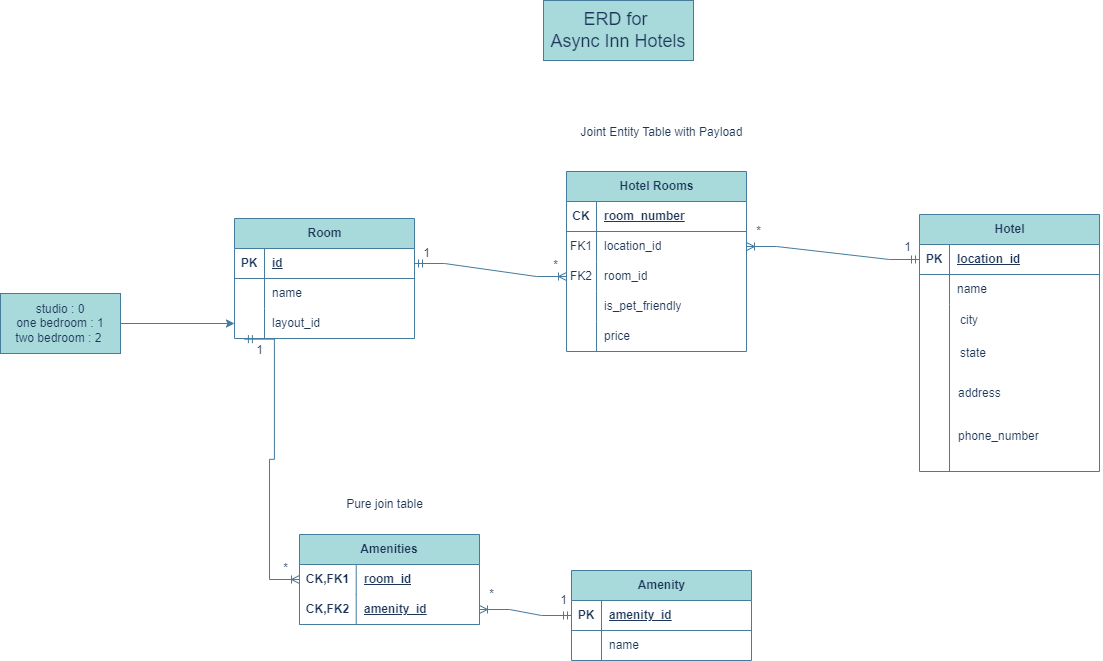 ERD for
Async Inn Hotels
Joint Entity Table with Payload
Hotel Rooms
CK room_number
FK1 location_id
FK2 room_id
is_pet_friendly
price
*
*
Room
PK id
name
layout_id
1
1
studio : 0
one bedroom : 1
two bedroom : 2
Hotel
1
PK location_id
name
city
state
address
phone_number
Pure join table
Amenities
*
CK,FK1 room_id
CK,FK2 amenity_id
*
Amenity
1
PK amenity_id
name